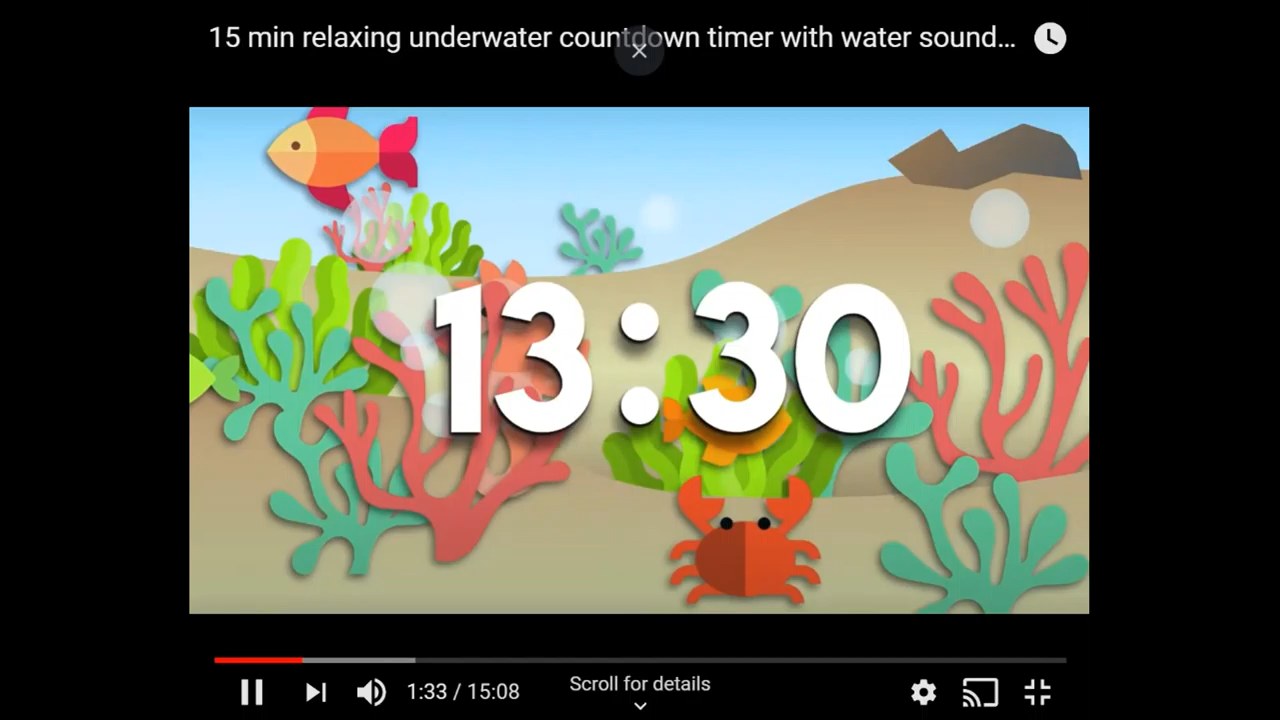 15 min relaxing underwater countdown timer with water sound...
13:30
1:33 / 15:08
Scroll for details